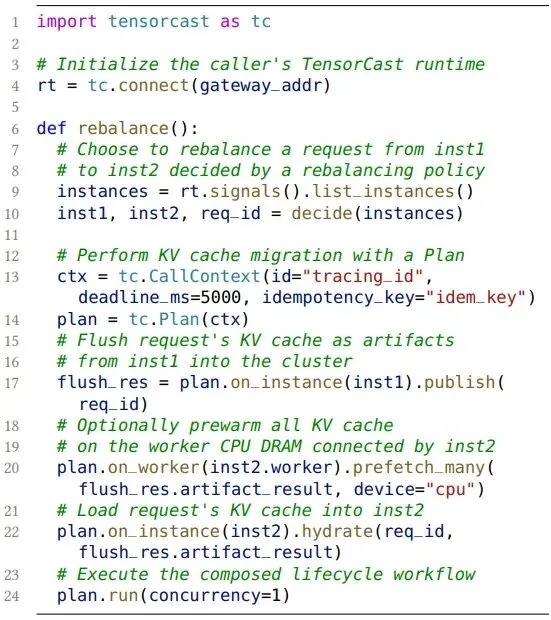 1 import tensorcast as tc
2
3 # Initialize the caller's TensorCast runtime
4 rt = tc.connect(gateway_addr)
5
6 def rebalance():
7   # Choose to rebalance a request from inst1
8   # to inst2 decided by a rebalancing policy
9   instances = rt.signals().list_instances()
10   inst1, inst2, req_id = decide(instances)
11
12   # Perform KV cache migration with a Plan
13   ctx = tc.CallContext(id="tracing_id",
    deadline_ms=5000, idempotency_key="idem_key")
14   plan = tc.Plan(ctx)
15   # Flush request's KV cache as artifacts
16   # from inst1 into the cluster
17   flush_res = plan.on_instance(inst1).publish(
    req_id)
18   # Optionally prewarm all KV cache
19   # on the worker CPU DRAM connected by inst2
20   plan.on_worker(inst2.worker).prefetch_many(
    flush_res.artifact_result, device="cpu")
21   # Load request's KV cache into inst2
22   plan.on_instance(inst2).hydrate(req_id,
    flush_res.artifact_result)
23   # Execute the composed lifecycle workflow
24   plan.run(concurrency=1)